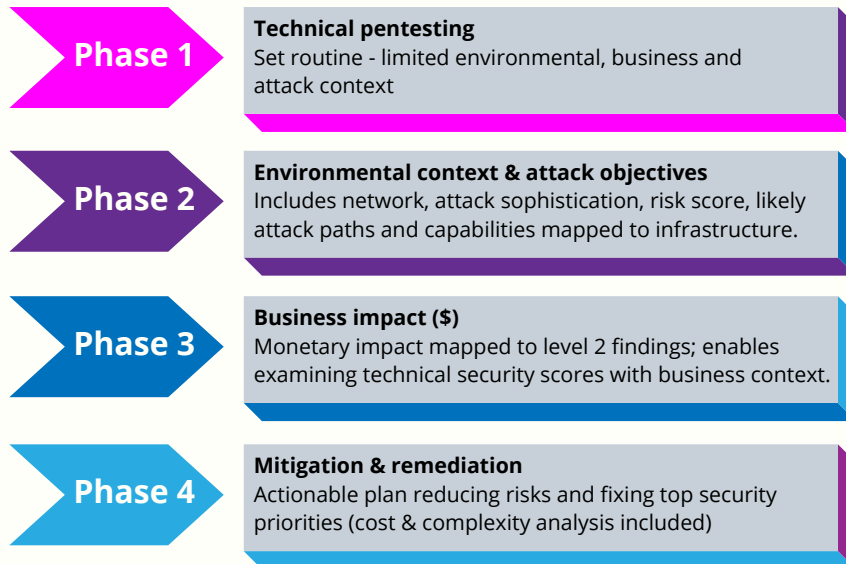 Phase 1
Technical pentesting
Set routine - limited environmental, business and
attack context
Phase 2
Environmental context & attack objectives
Includes network, attack sophistication, risk score, likely
attack paths and capabilities mapped to infrastructure.
Phase 3
Business impact ($)
Monetary impact mapped to level 2 findings; enables
examining technical security scores with business context.
Phase 4
Mitigation & remediation
Actionable plan reducing risks and fixing top security
priorities (cost & complexity analysis included)